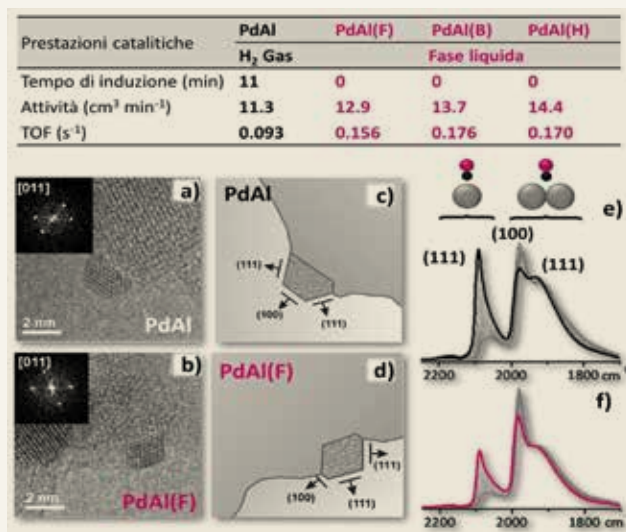 Prestazioni catalitiche PdAl PdAl(F) PdAl(B) PdAl(H)
H2 Gas Fase liquida
Tempo di induzione (min) 11 0 0 0
Attività (cm³ min⁻¹) 11.3 12.9 13.7 14.4
TOF (s⁻¹) 0.093 0.156 0.176 0.170
[011] a)
2 nm PdAl
PdAl c)
(111)
(100)
(111)
e)
(100)
(111) (111)
2200 2000 1800 cm
[011] b)
2 nm PdAl(F)
PdAl(F) d)
(111)
(100) (111)
f)
2200 2000 1800 cm